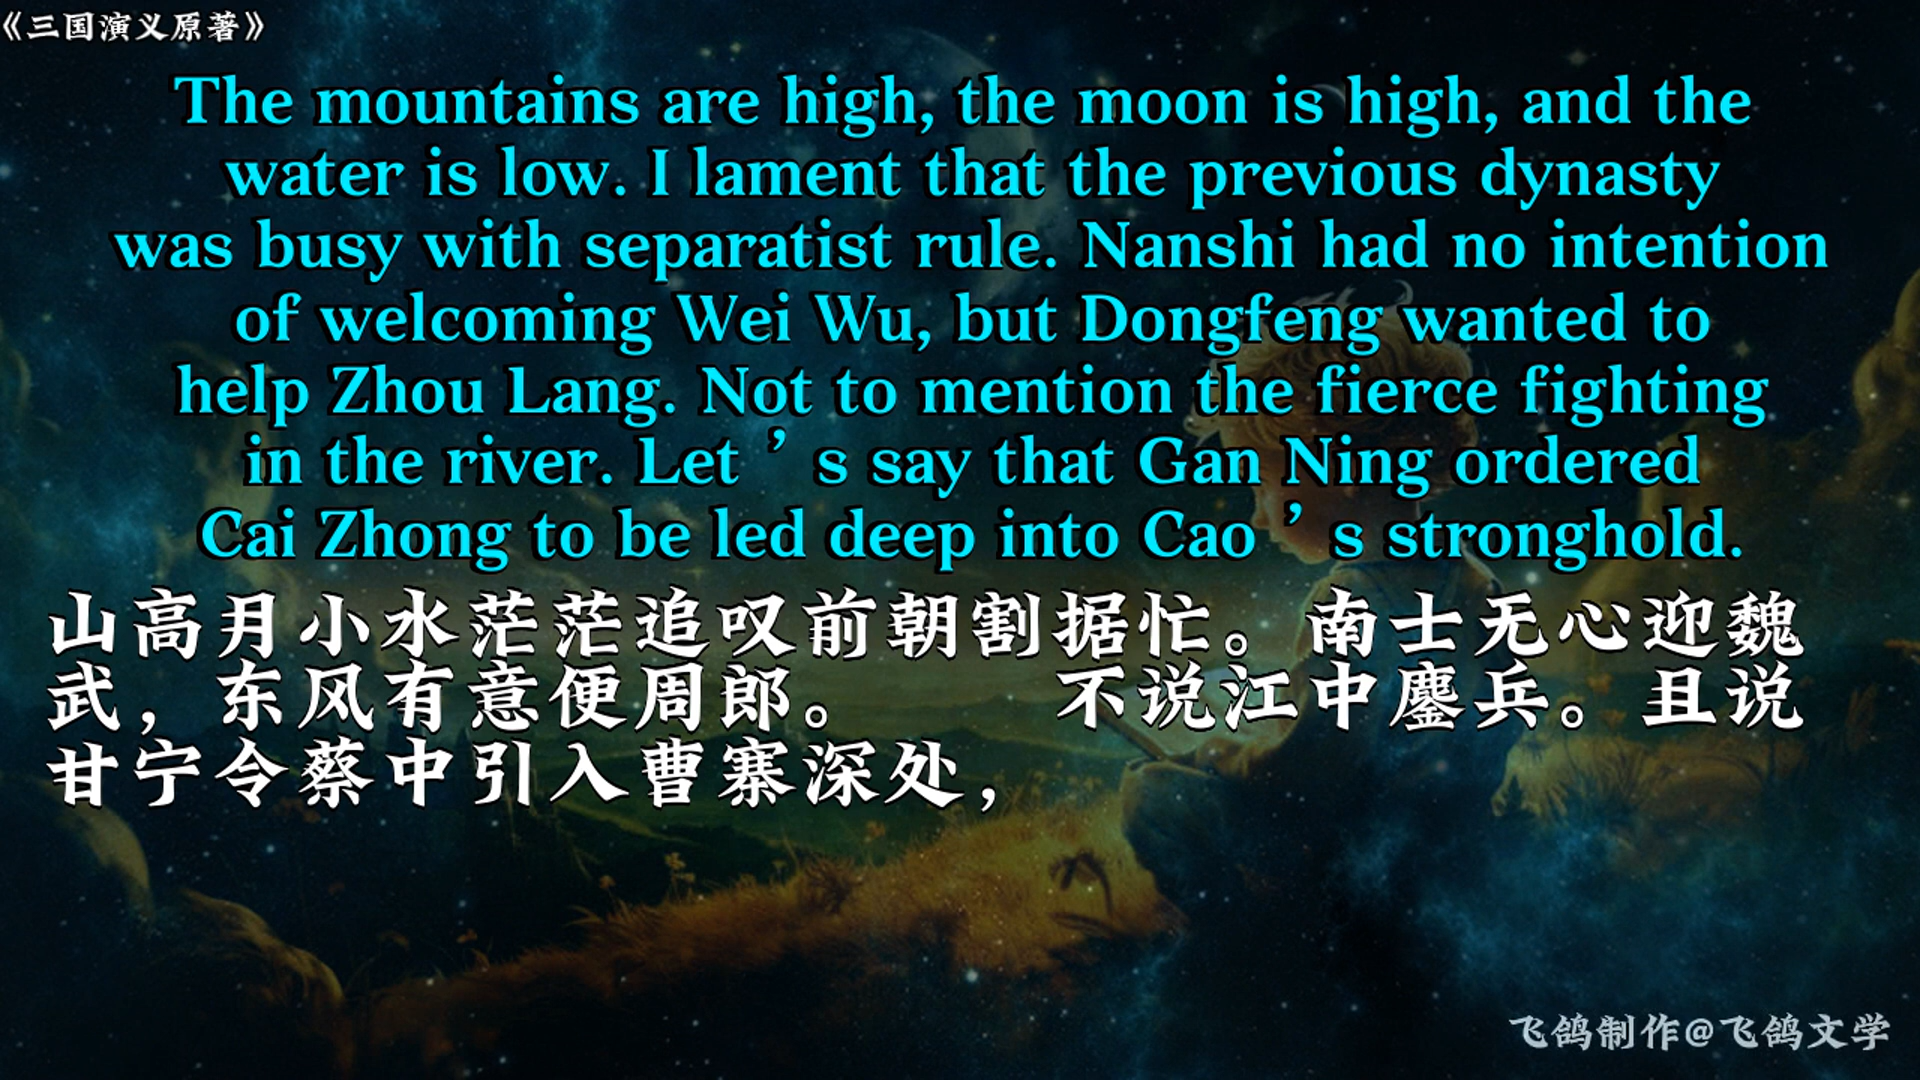 《三国演义原著》
The mountains are high, the moon is high, and the
water is low. I lament that the previous dynasty
was busy with separatist rule. Nanshi had no intention
of welcoming Wei Wu, but Dongfeng wanted to
help Zhou Lang. Not to mention the fierce fighting
in the river. Let ’ s say that Gan Ning ordered
Cai Zhong to be led deep into Cao ’ s stronghold.
山高月小水茫茫追叹前朝割据忙。南士无心迎魏
武，东风有意便周郎。　　不说江中鏖兵。且说
甘宁令蔡中引入曹寨深处，
飞鸽制作@飞鸽文学